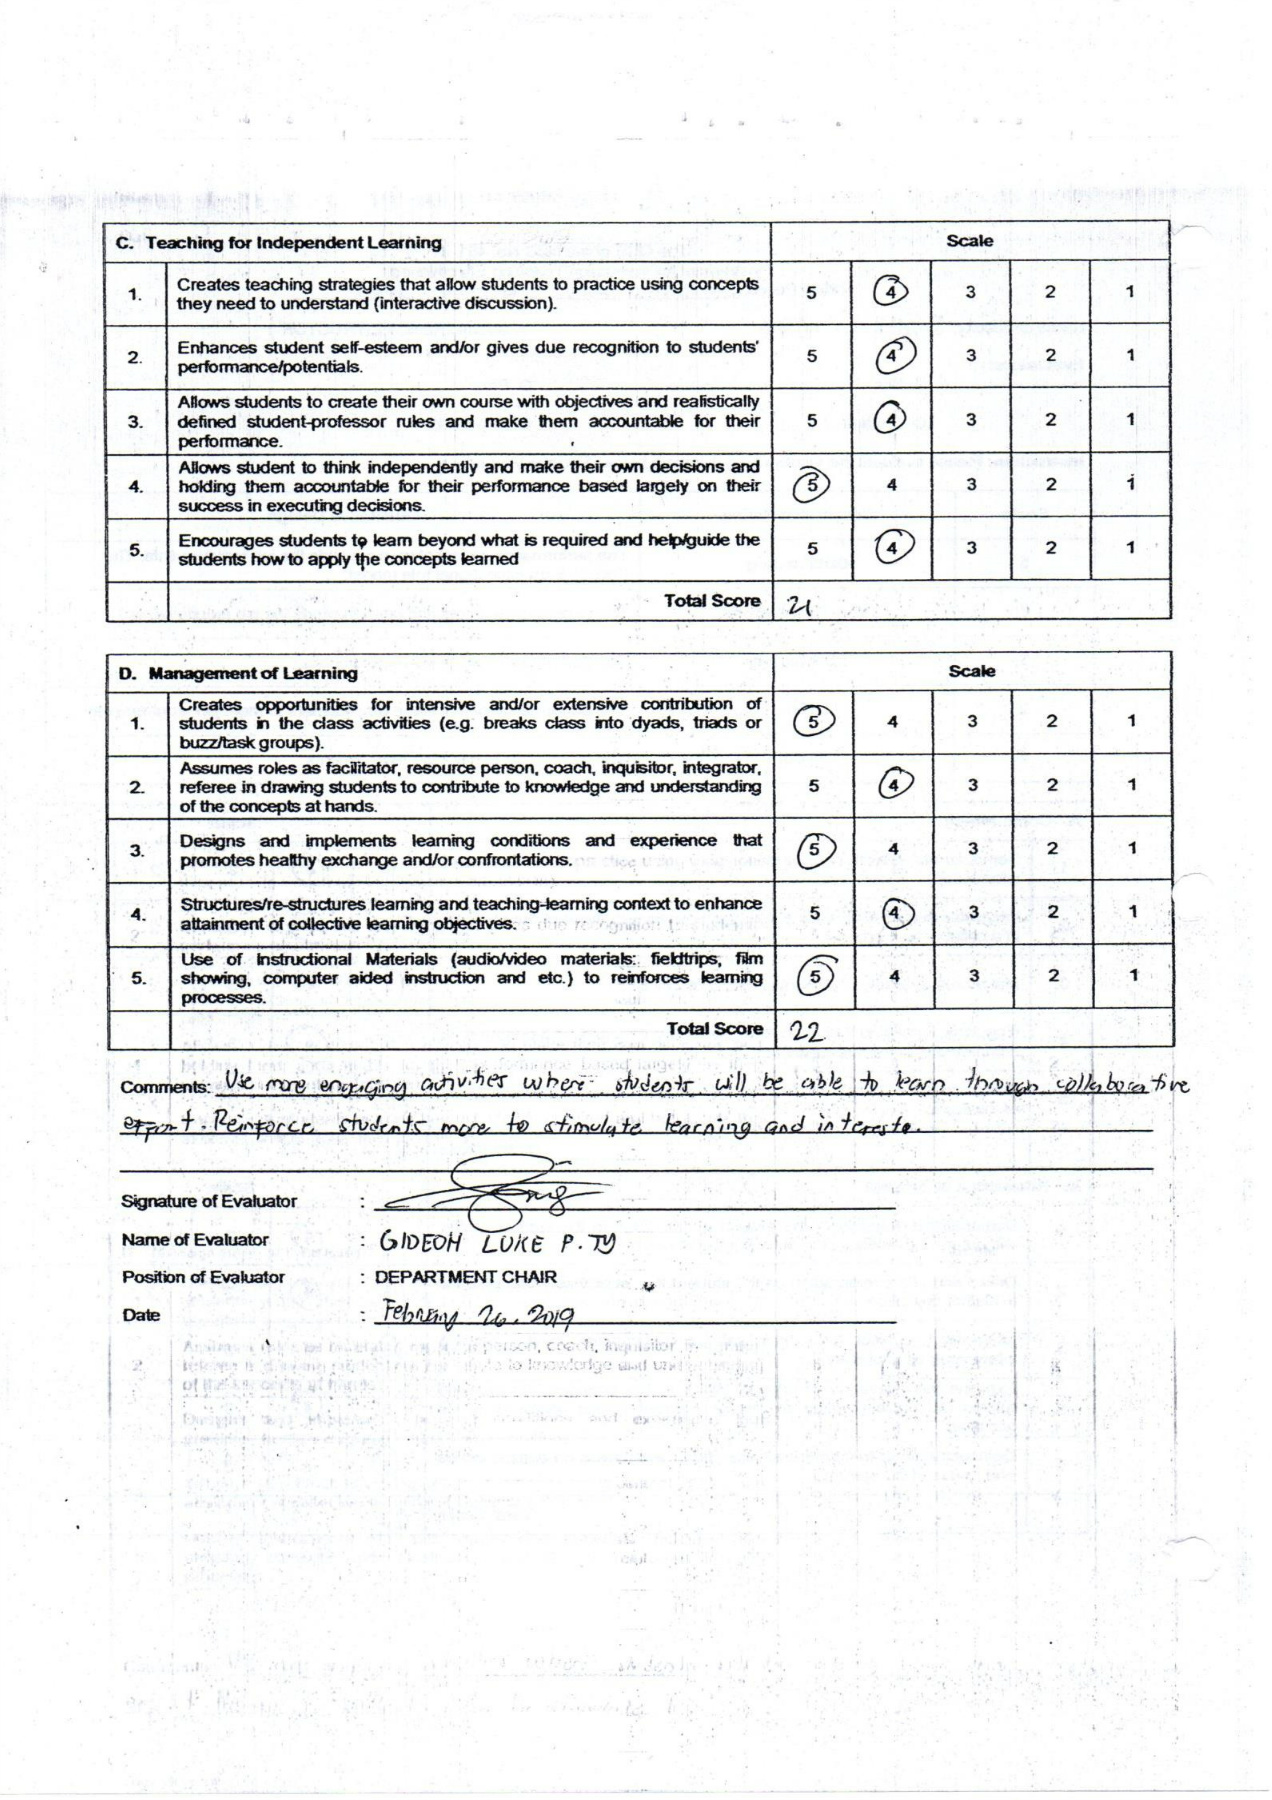 C. Teaching for Independent Learning Scale
1. Creates teaching strategies that allow students to practice using concepts 5 4 3 2 1
they need to understand (interactive discussion).
2. Enhances student self-esteem and/or gives due recognition to students' 5 4 3 2 1
performance/potentials.
Allows students to create their own course with objectives and realistically
3. defined student-professor rules and make them accountable for their 5 4 3 2 1
performance.
Allows student to think independently and make their own decisions and
4. holding them accountable for their performance based largely on their 5 4 3 2 1
success in executing decisions.
5. Encourages students to learn beyond what is required and help/guide the 5 4 3 2 1
students how to apply the concepts learned
Total Score 21
D. Management of Learning Scale
Creates opportunities for intensive and/or extensive contribution of
1. students in the class activities (e.g. breaks class into dyads, triads or 5 4 3 2 1
buzz/task groups).
Assumes roles as facilitator, resource person, coach, inquisitor, integrator,
2. referee in drawing students to contribute to knowledge and understanding 5 4 3 2 1
of the concepts at hands.
3. Designs and implements learning conditions and experience that 5 4 3 2 1
promotes healthy exchange and/or confrontations.
4. Structures/re-structures learning and teaching-learning context to enhance 5 4 3 2 1
attainment of collective learning objectives.
Use of Instructional Materials (audio/video materials: fieldtrips, film
5. showing, computer aided instruction and etc.) to reinforces learning 5 4 3 2 1
processes.
Total Score 22
Comments: Use more engaging activities where students will be able to learn through collaborative
effort. Reinforce students more to stimulate learning and interests.
Signature of Evaluator :
Name of Evaluator : GIDEON LUKE P. TY
Position of Evaluator : DEPARTMENT CHAIR
Date : February 26, 2019